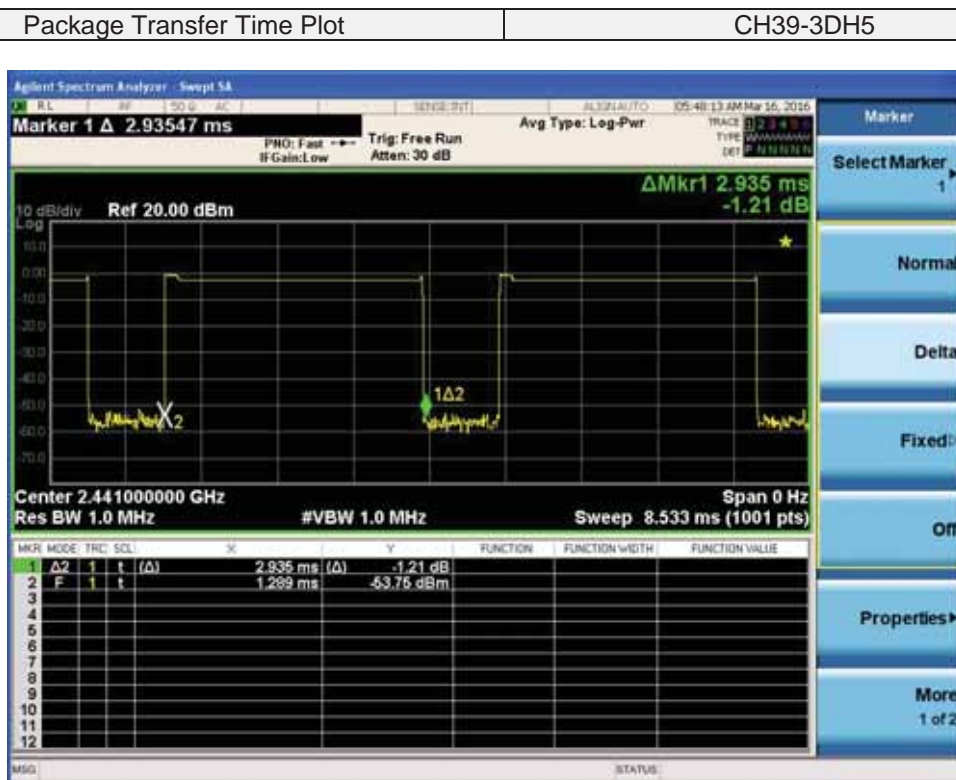 Package Transfer Time Plot CH39-3DH5
Agilent Spectrum Analyzer - Swept SA
RL RF 50 Ω AC SENSE:INT ALIGNAUTO 05:48:13 AM Mar 16, 2016
Marker 1 Δ 2.93547 ms
PNO: Fast
IFGain:Low
Trig: Free Run
Atten: 30 dB
Avg Type: Log-Pwr
TRACE 1 2 3 4 5 6
TYPE
DET P N N N N N
ΔMkr1 2.935 ms
-1.21 dB
10 dB/div Ref 20.00 dBm
Log
10.0
0.00
-10.0
-20.0
-30.0
-40.0
-50.0
-60.0
-70.0
1Δ2
X2
Center 2.441000000 GHz Span 0 Hz
Res BW 1.0 MHz #VBW 1.0 MHz Sweep 8.533 ms (1001 pts)
MKR MODE TRC SCL X Y FUNCTION FUNCTION WIDTH FUNCTION VALUE
1 Δ2 1 t (Δ) 2.935 ms (Δ) -1.21 dB
2 F 1 t 1.289 ms -53.75 dBm
3
4
5
6
7
8
9
10
11
12
MSG STATUS
Marker
Select Marker
1
Normal
Delta
Fixed
Off
Properties
More
1 of 2